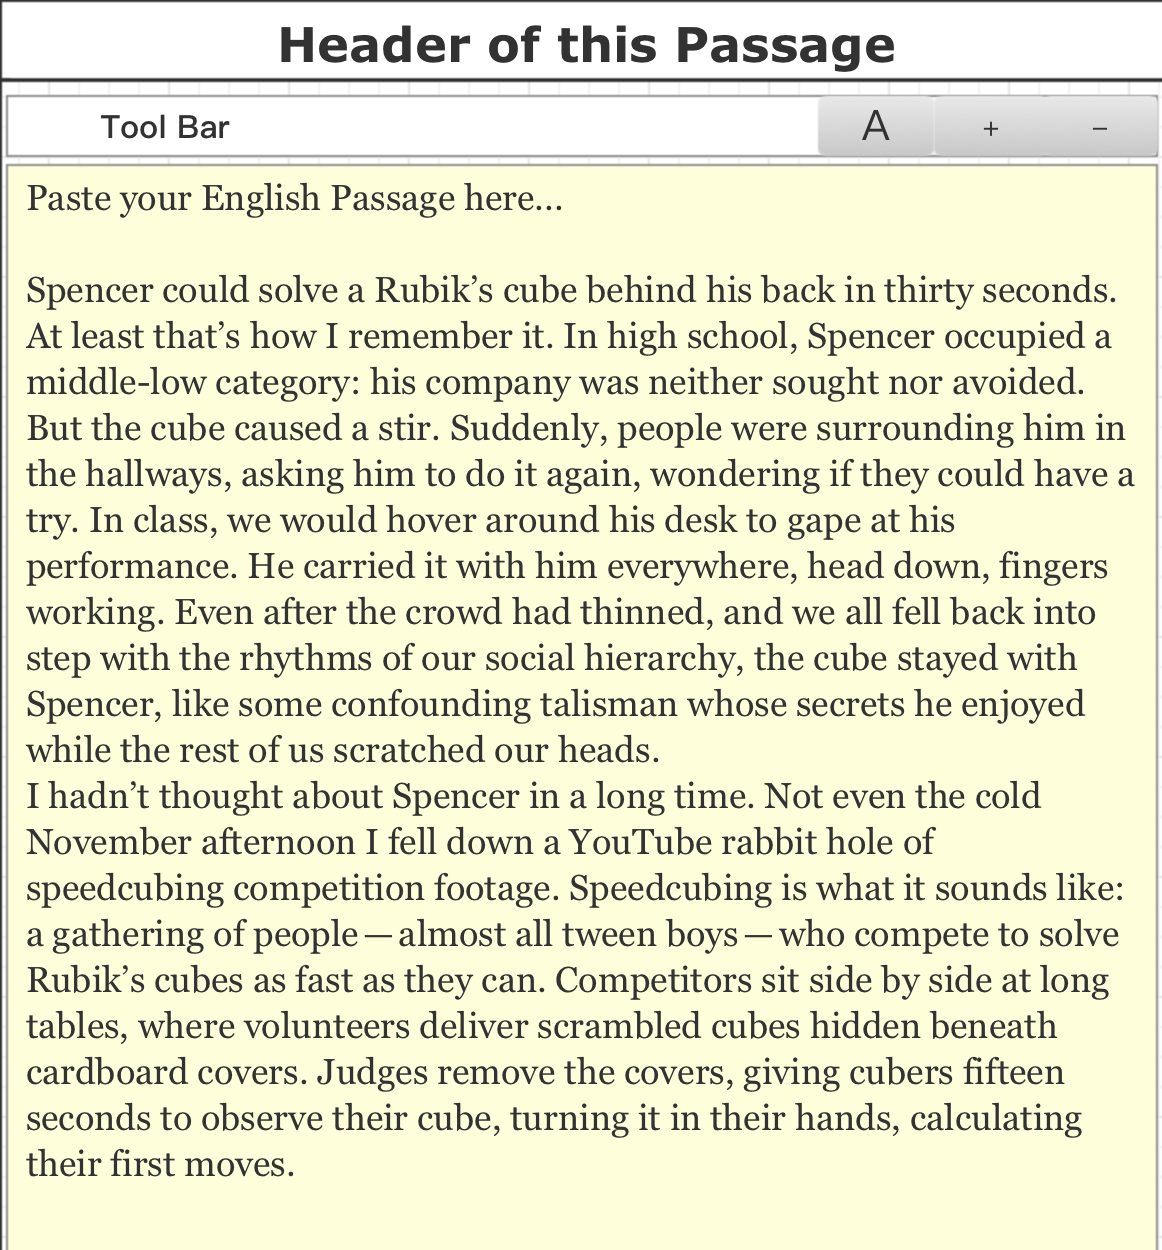 Header of this Passage
Tool Bar
A
+
−
Paste your English Passage here...
Spencer could solve a Rubik’s cube behind his back in thirty seconds.
At least that’s how I remember it. In high school, Spencer occupied a
middle-low category: his company was neither sought nor avoided.
But the cube caused a stir. Suddenly, people were surrounding him in
the hallways, asking him to do it again, wondering if they could have a
try. In class, we would hover around his desk to gape at his
performance. He carried it with him everywhere, head down, fingers
working. Even after the crowd had thinned, and we all fell back into
step with the rhythms of our social hierarchy, the cube stayed with
Spencer, like some confounding talisman whose secrets he enjoyed
while the rest of us scratched our heads.
I hadn’t thought about Spencer in a long time. Not even the cold
November afternoon I fell down a YouTube rabbit hole of
speedcubing competition footage. Speedcubing is what it sounds like:
a gathering of people — almost all tween boys — who compete to solve
Rubik’s cubes as fast as they can. Competitors sit side by side at long
tables, where volunteers deliver scrambled cubes hidden beneath
cardboard covers. Judges remove the covers, giving cubers fifteen
seconds to observe their cube, turning it in their hands, calculating
their first moves.